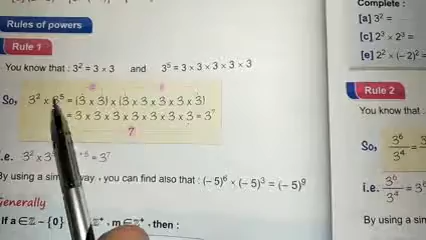 Rules of powers
Rule 1
You know that : 3² = 3 × 3 and 3⁵ = 3 × 3 × 3 × 3 × 3
So, 3² × 3⁵ = (3 × 3) × (3 × 3 × 3 × 3 × 3)
= 3 × 3 × 3 × 3 × 3 × 3 × 3 = 3⁷
7
i.e. 3² × 3⁵ = 3⁷
By using a way , you can find also that : (– 5)⁶ × (– 5)³ = (– 5)⁹
Generally
If a ∈ ℤ – {0} ℤ⁺ , m ∈ ℤ⁺ , then :
Complete :
[a] 3² =
[c] 2² × 2³ =
[e] 2² × (– 2)² =
Rule 2
You know that
So, 3⁶/3⁴ =
i.e. 3⁶/3⁴ = 3⁶
By using a sim